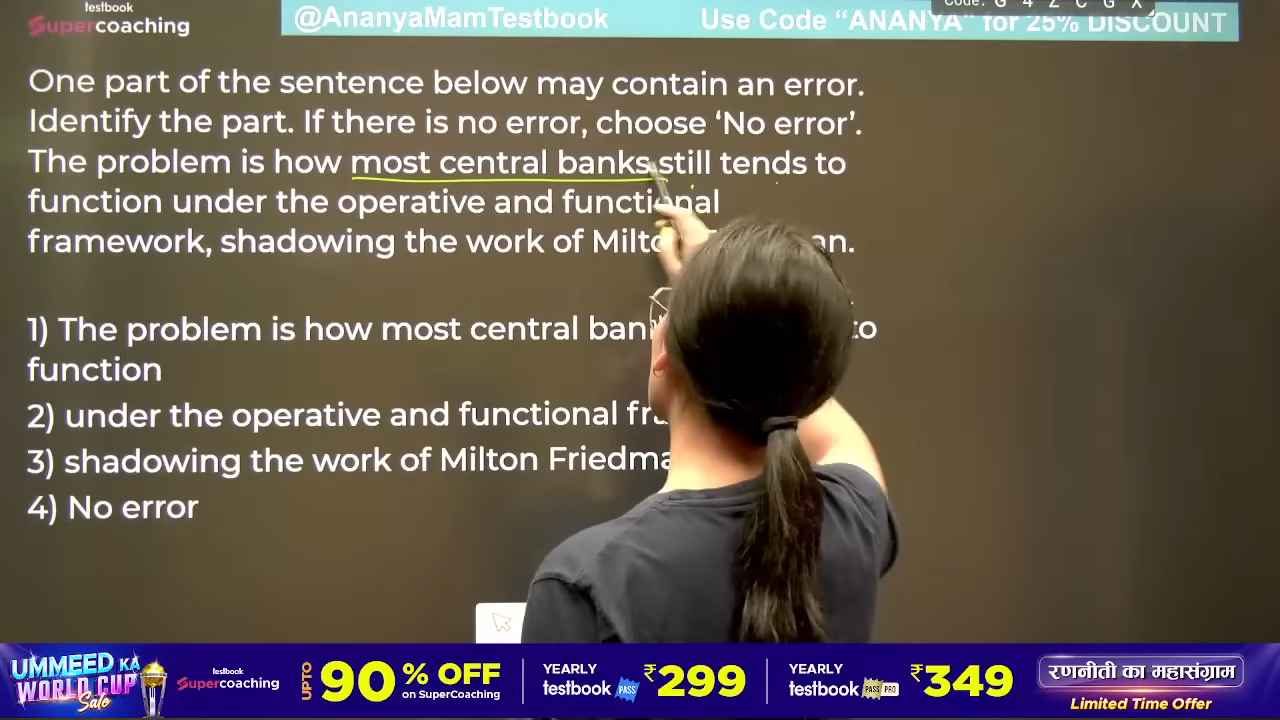 testbook
Supercoaching
@AnanyaMamTestbook Use Code “ANANYA” for 25% DISCOUNT
One part of the sentence below may contain an error.
Identify the part. If there is no error, choose ‘No error’.
The problem is how most central banks still tends to
function under the operative and functional
framework, shadowing the work of
1) The problem is how most central to
function
2) under the operative and functional
3) shadowing the work of Milton
4) No error
UMMEED KA
WORLD CUP
Sale
testbook
Supercoaching
UPTO 90% OFF
on SuperCoaching
YEARLY
testbook PASS
₹299
YEARLY
testbook PASS PRO
₹349
रणनीती का महासंग्राम
Limited Time Offer